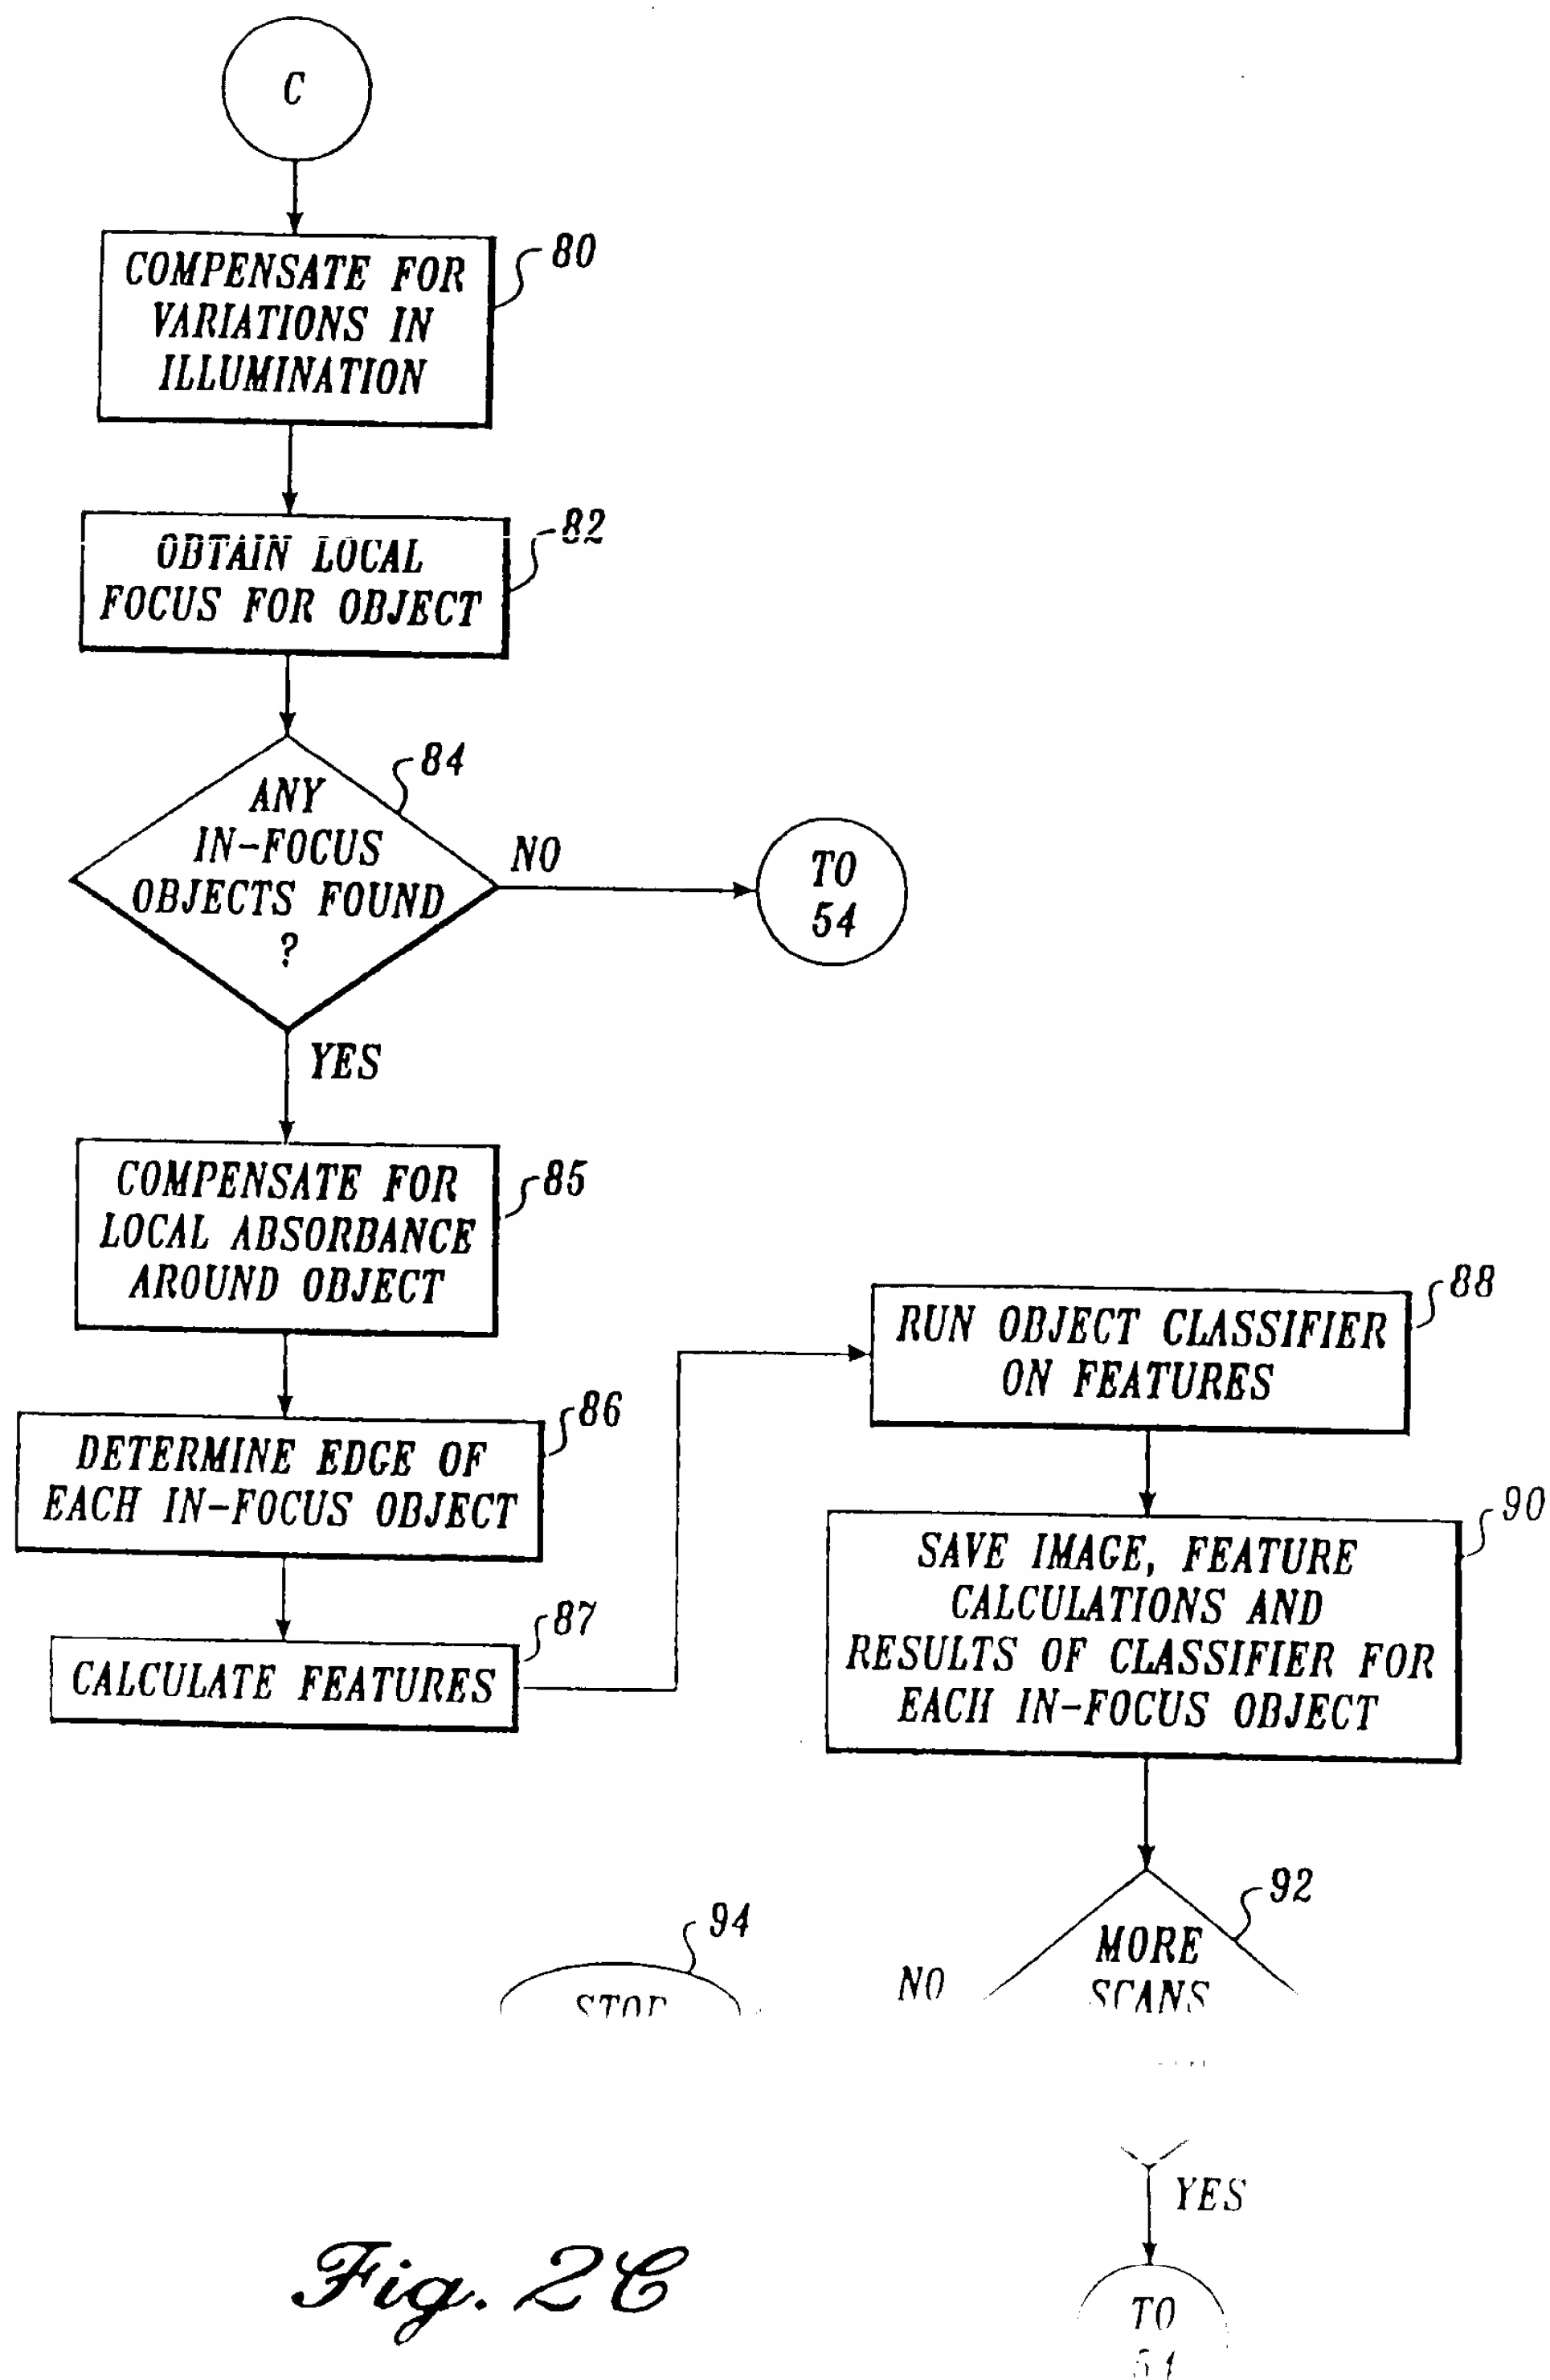 C
COMPENSATE FOR
VARIATIONS IN
ILLUMINATION
80
OBTAIN LOCAL
FOCUS FOR OBJECT
82
ANY
IN-FOCUS
OBJECTS FOUND
?
84
NO
TO
54
YES
COMPENSATE FOR
LOCAL ABSORBANCE
AROUND OBJECT
85
DETERMINE EDGE OF
EACH IN-FOCUS OBJECT
86
CALCULATE FEATURES
87
RUN OBJECT CLASSIFIER
ON FEATURES
88
SAVE IMAGE, FEATURE
CALCULATIONS AND
RESULTS OF CLASSIFIER FOR
EACH IN-FOCUS OBJECT
90
92
MORE
SCANS
NO
94
STOP
YES
TO
Fig. 2C